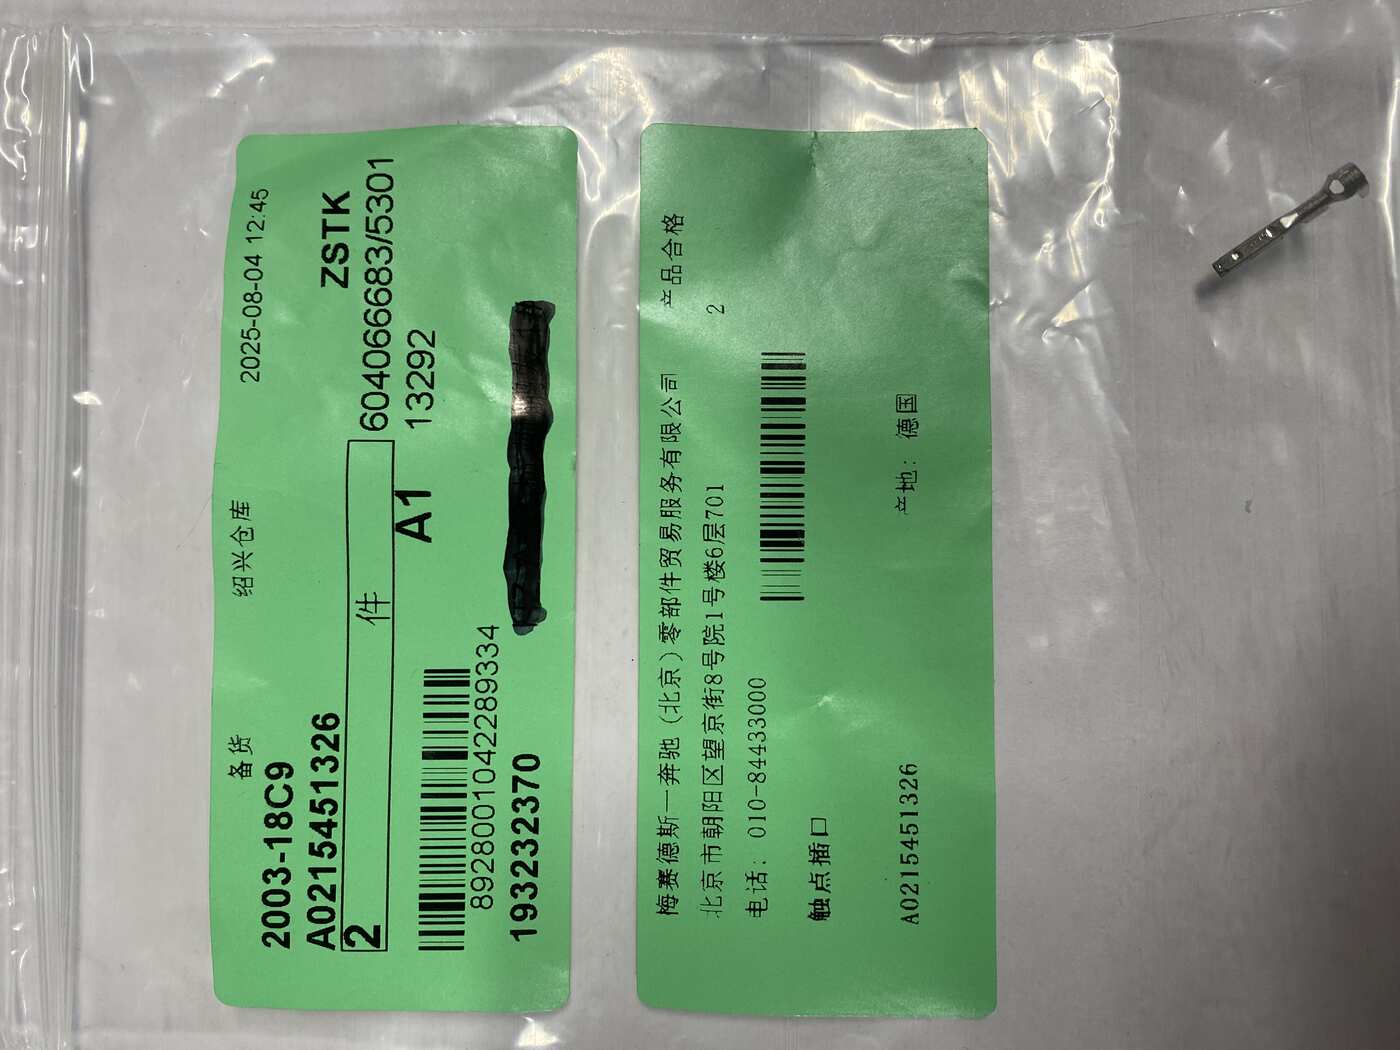 备货 绍兴仓库 2025-08-04 12:45
2003-18C9 ZSTK
A0215451326
2 件 604066683/5301
A1 13292
8928001042289334
193232370
梅赛德斯－奔驰（北京）零部件贸易服务有限公司 产品合格
北京市朝阳区望京街8号院1号楼6层701 2
电话：010-84433000
触点插口
A0215451326 产地：德国